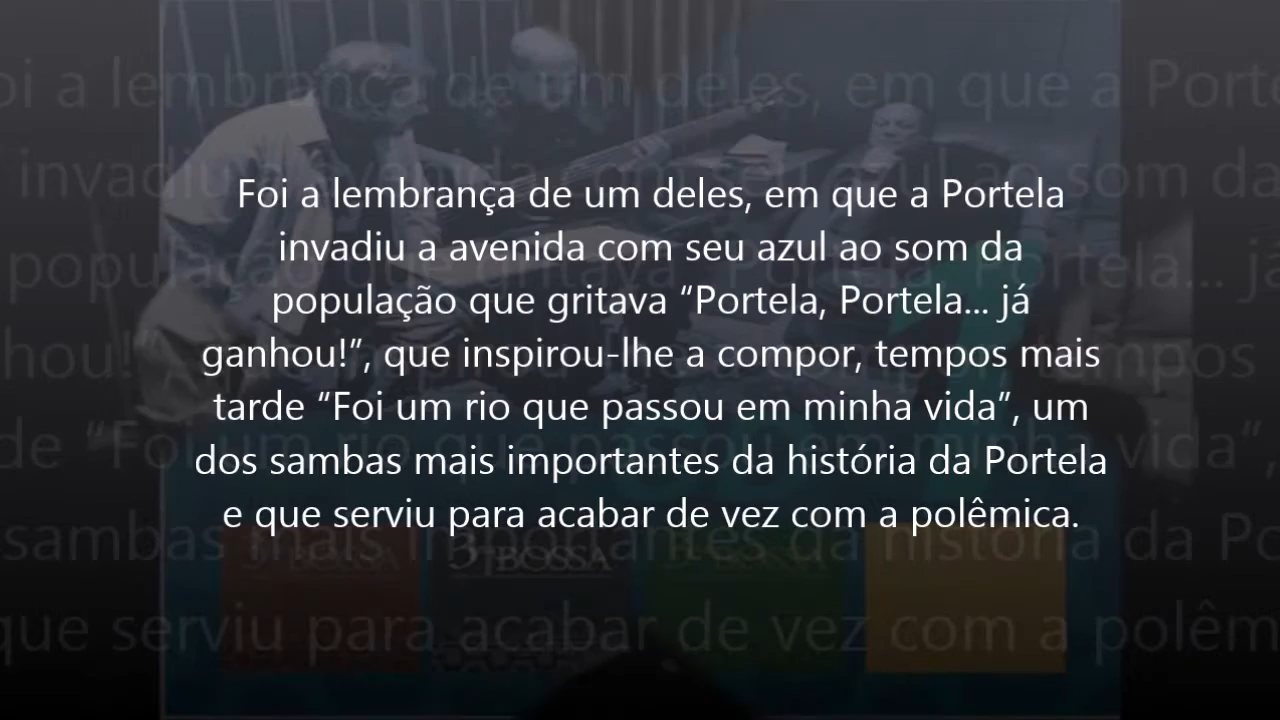 Foi a lembrança de um deles, em que a Portela
invadiu a avenida com seu azul ao som da
população que gritava “Portela, Portela... já
ganhou!”, que inspirou-lhe a compor, tempos mais
tarde “Foi um rio que passou em minha vida”, um
dos sambas mais importantes da história da Portela
e que serviu para acabar de vez com a polêmica.
BOSSA
BOSSA